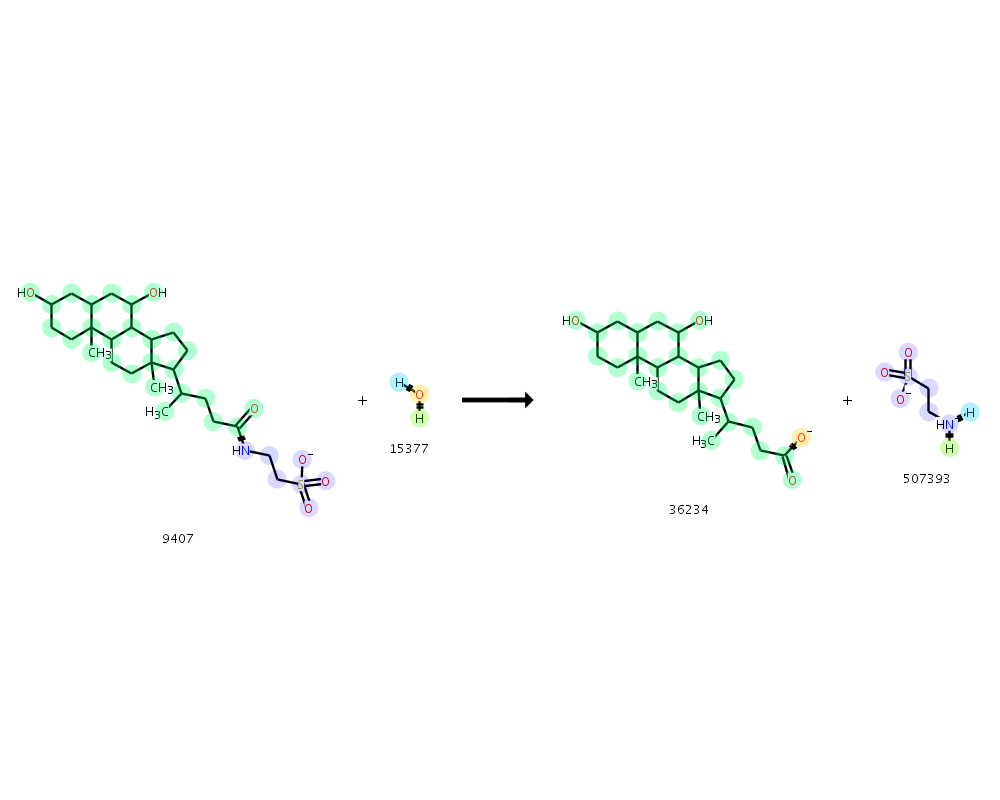 HO OH
CH₃
CH₃
H₃C
O
HN
O⁻
S O
O
9407
+
H
O
H
15377
HO OH
CH₃
CH₃
H₃C
O⁻
O
36234
+
O
O S
O⁻
H
HN⁺
H
507393